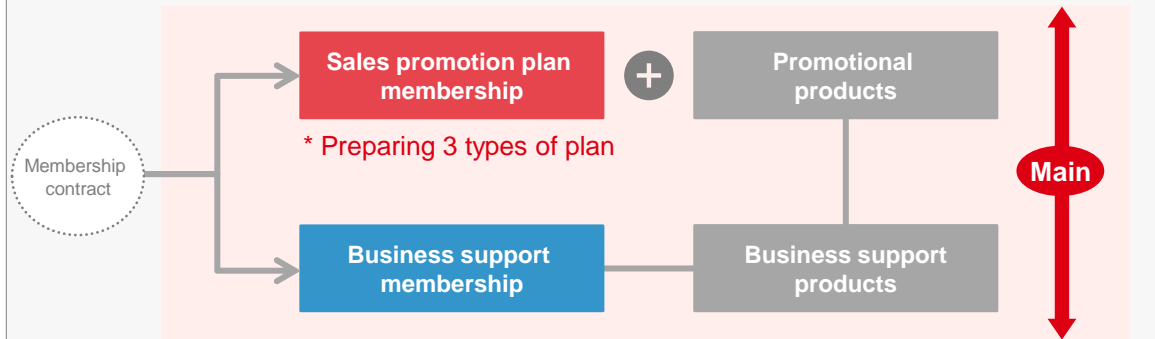 Sales promotion plan
membership
+
Promotional
products
* Preparing 3 types of plan
Membership
contract
Main
Business support
membership
Business support
products